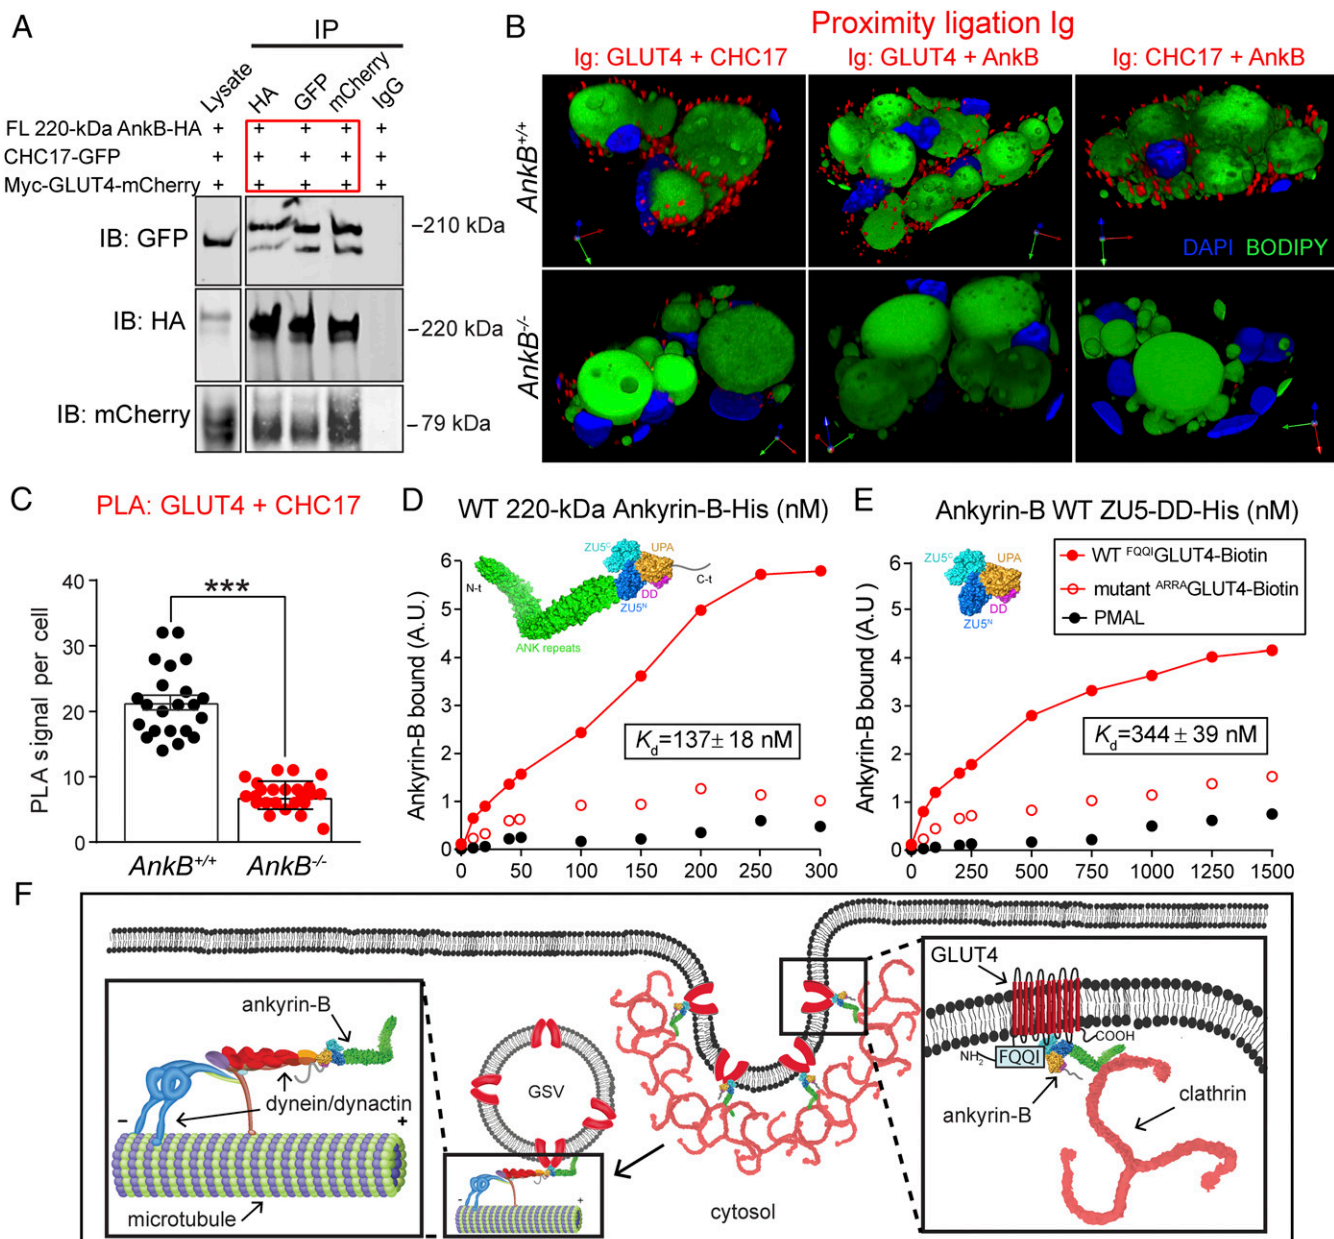 A
IP
Lysate
HA
GFP
mCherry
IgG
FL 220-kDa AnkB-HA + + + + +
CHC17-GFP + + + + +
Myc-GLUT4-mCherry + + + + +
IB: GFP
–210 kDa
IB: HA
–220 kDa
IB: mCherry
–79 kDa
B
Proximity ligation Ig
Ig: GLUT4 + CHC17
Ig: GLUT4 + AnkB
Ig: CHC17 + AnkB
AnkB+/+
AnkB-/-
DAPI BODIPY
C
PLA: GLUT4 + CHC17
PLA signal per cell
40
30
20
10
0
***
AnkB+/+
AnkB-/-
D
WT 220-kDa Ankyrin-B-His (nM)
Ankyrin-B bound (A.U.)
6
5
4
3
2
1
0
N-t
ANK repeats
ZU5C
UPA
DD
ZU5N
C-t
Kd=137± 18 nM
0 50 100 150 200 250 300
E
Ankyrin-B WT ZU5-DD-His (nM)
Ankyrin-B bound (A.U)
6
5
4
3
2
1
0
ZU5C
UPA
DD
ZU5N
WT FQQIGLUT4-Biotin
mutant ARRAGLUT4-Biotin
PMAL
Kd=344 ± 39 nM
0 250 500 750 1000 1250 1500
F
ankyrin-B
dynein/dynactin
-
+
microtubule
GSV
-
+
cytosol
GLUT4
COOH
NH2
FQQI
ankyrin-B
clathrin